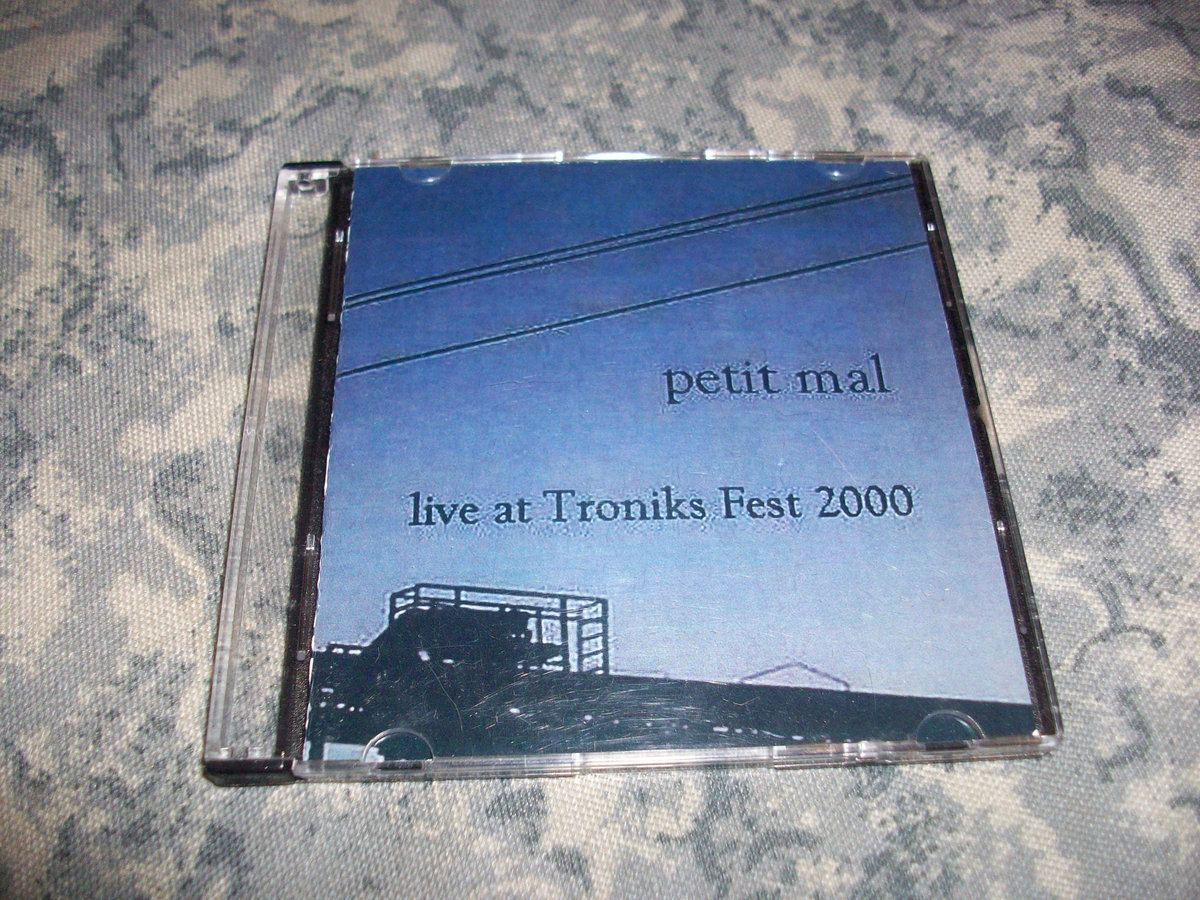 petit mal
live at Troniks Fest 2000